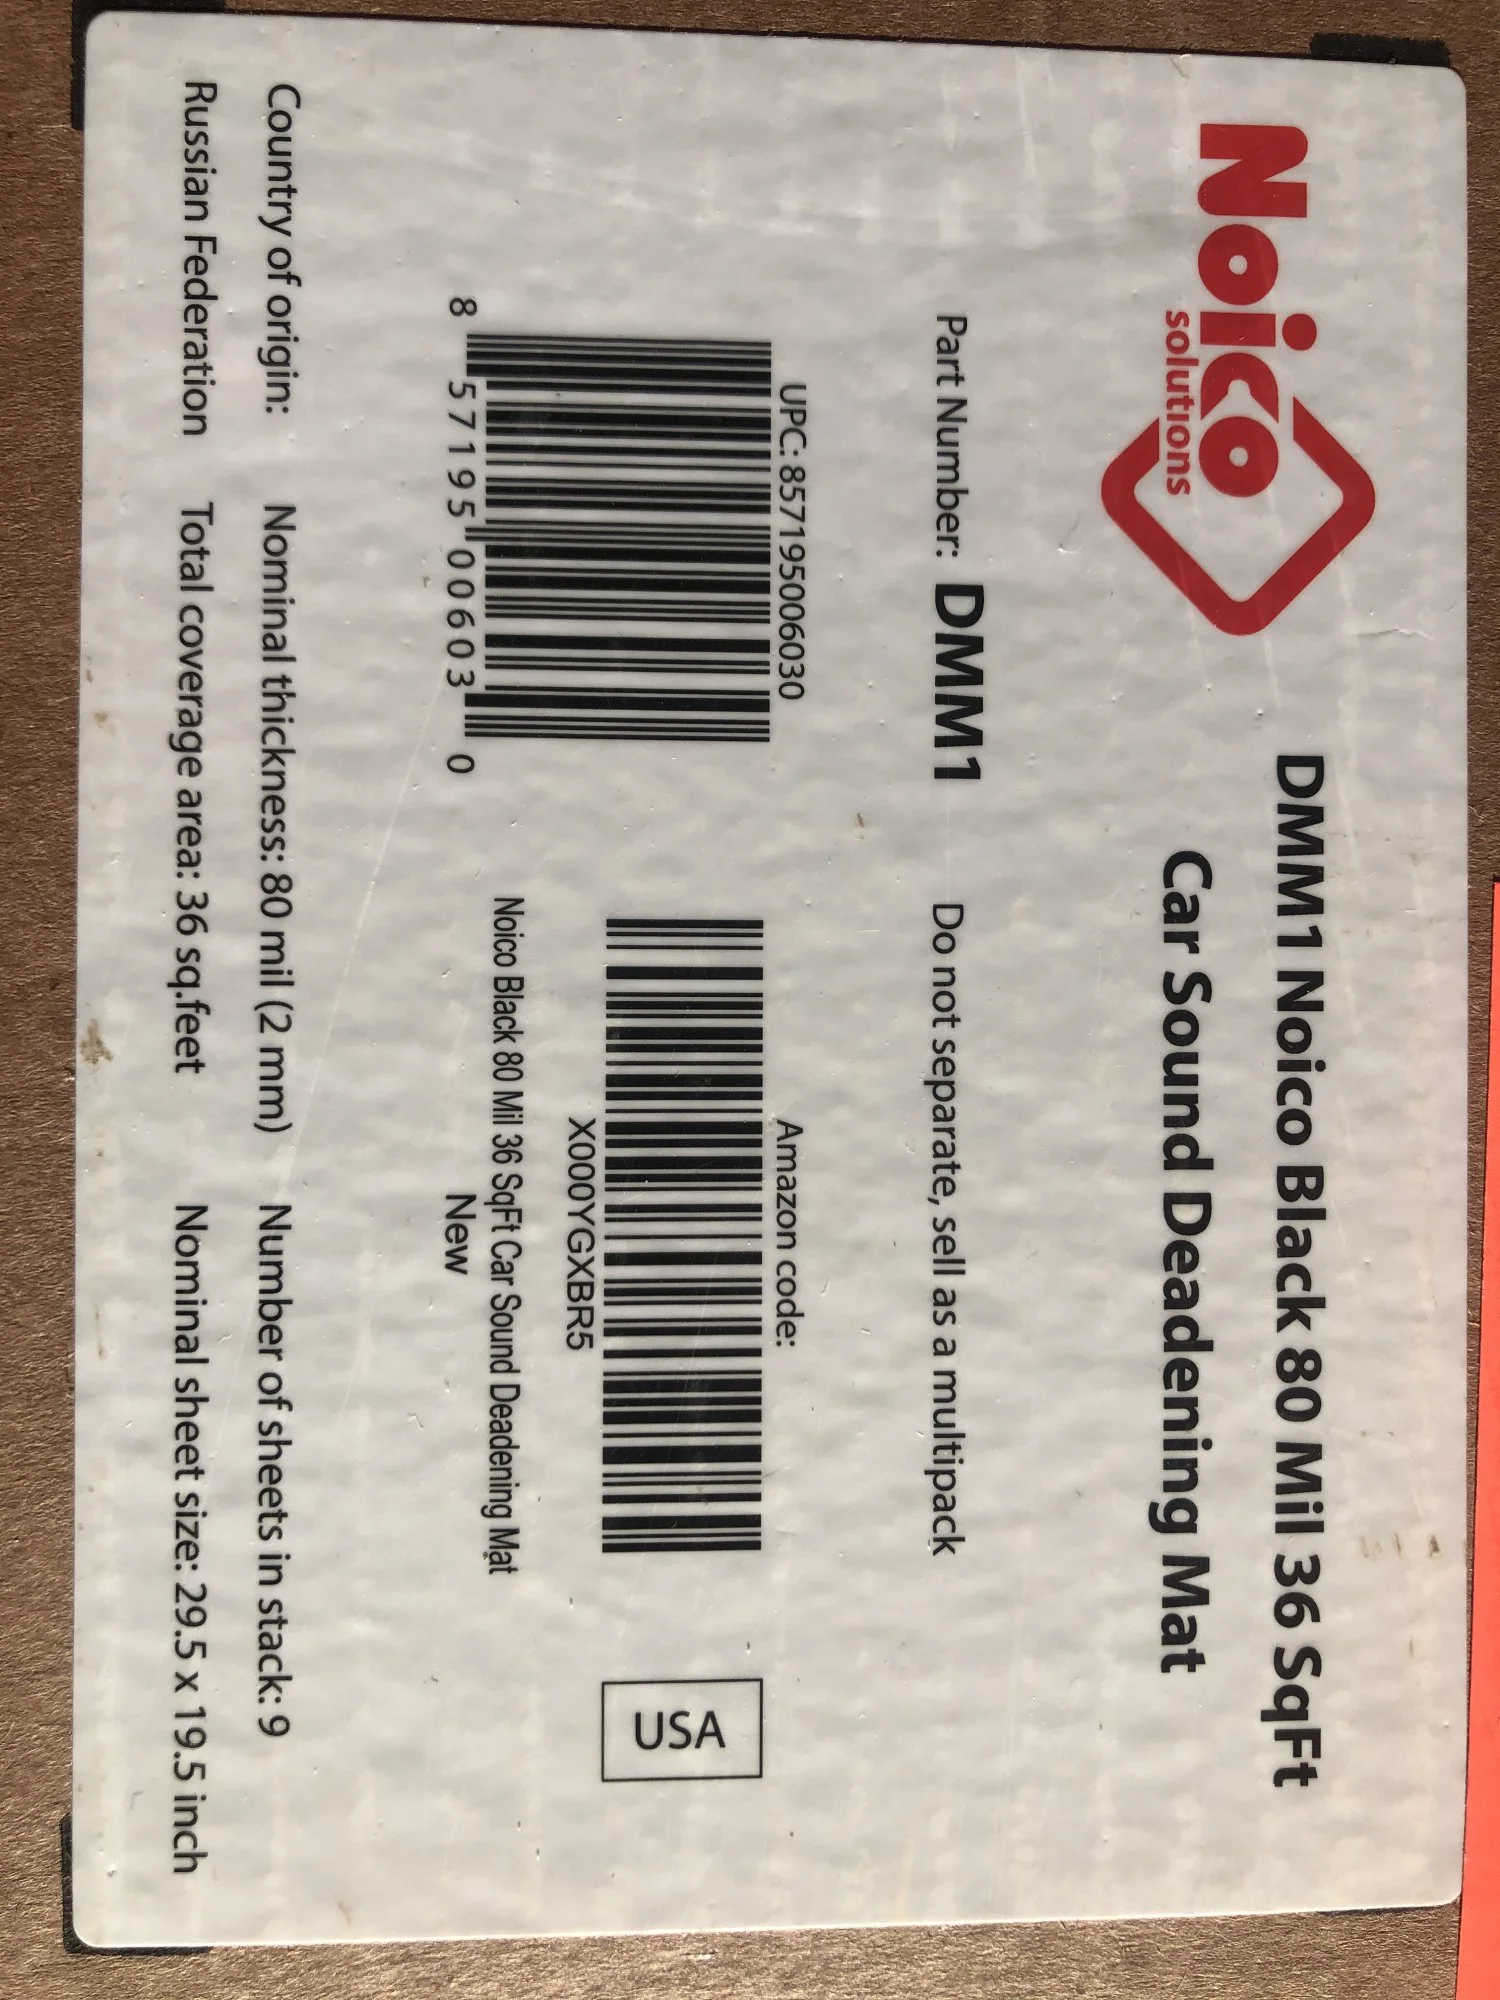 Noico
solutions
DMM1 Noico Black 80 Mil 36 SqFt
Car Sound Deadening Mat
Part Number: DMM1
Do not separate, sell as a multipack
UPC: 857195006030
8 57195 00603 0
Amazon code:
X000YGXBR5
Noico Black 80 Mil 36 SqFt Car Sound Deadening Mat
New
USA
Country of origin:
Russian Federation
Nominal thickness: 80 mil (2 mm)
Total coverage area: 36 sq.feet
Number of sheets in stack: 9
Nominal sheet size: 29.5 x 19.5 inch